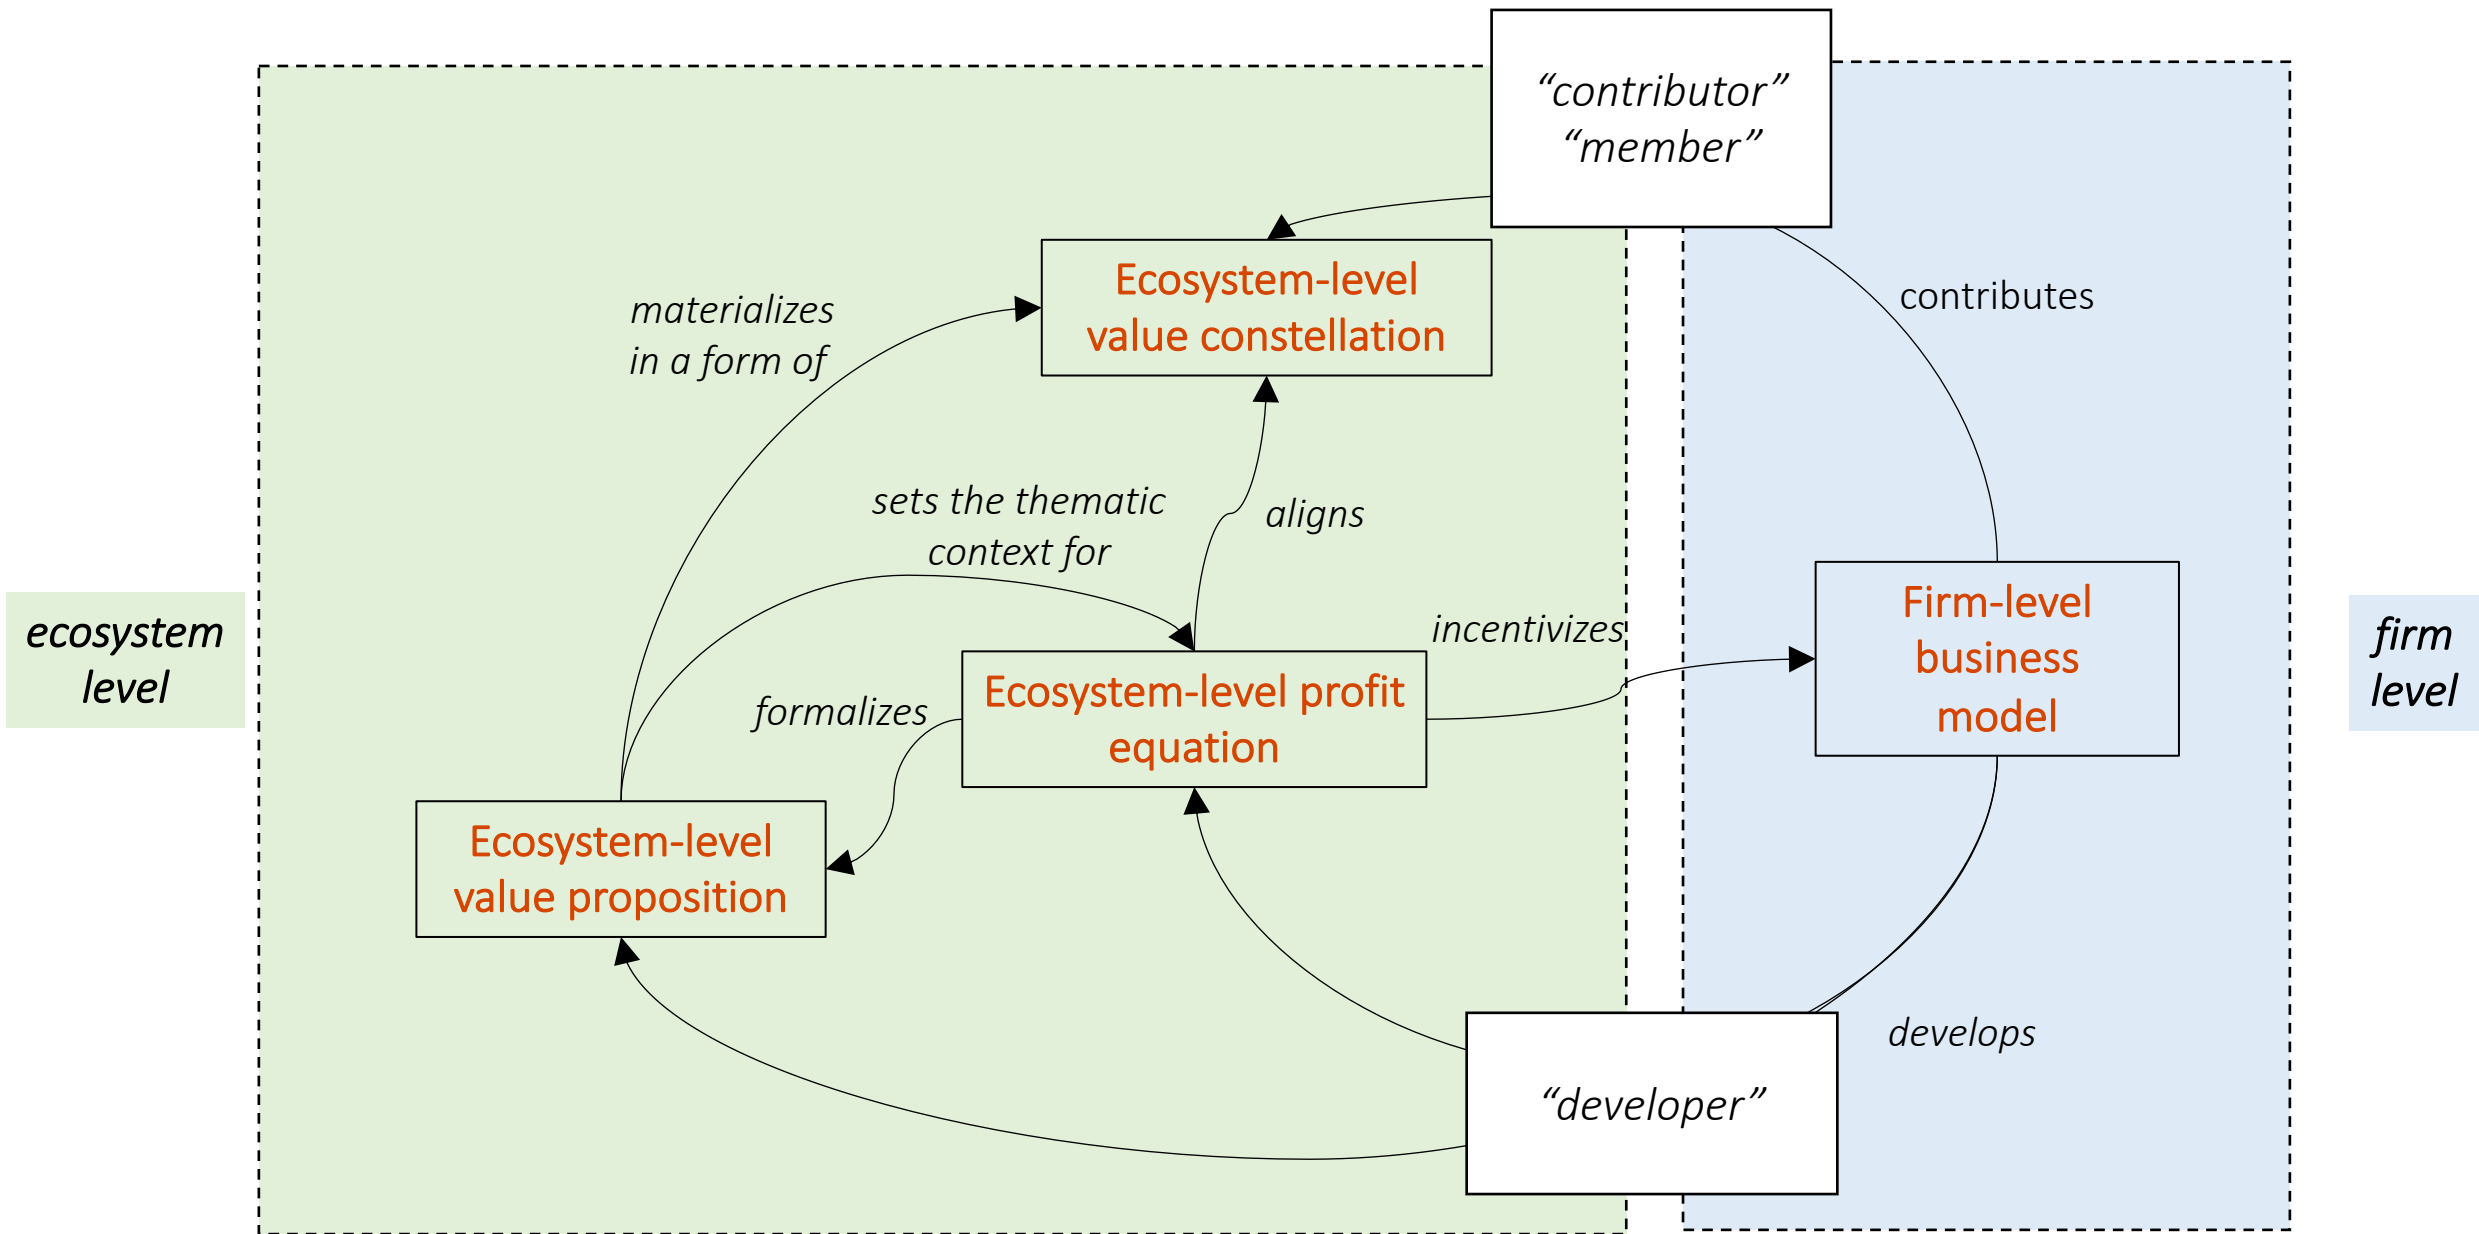 “contributor”
“member”
Ecosystem-level
value constellation
materializes
in a form of
contributes
sets the thematic
context for
aligns
ecosystem
level
incentivizes
Firm-level
business
model
firm
level
formalizes
Ecosystem-level profit
equation
Ecosystem-level
value proposition
develops
“developer”